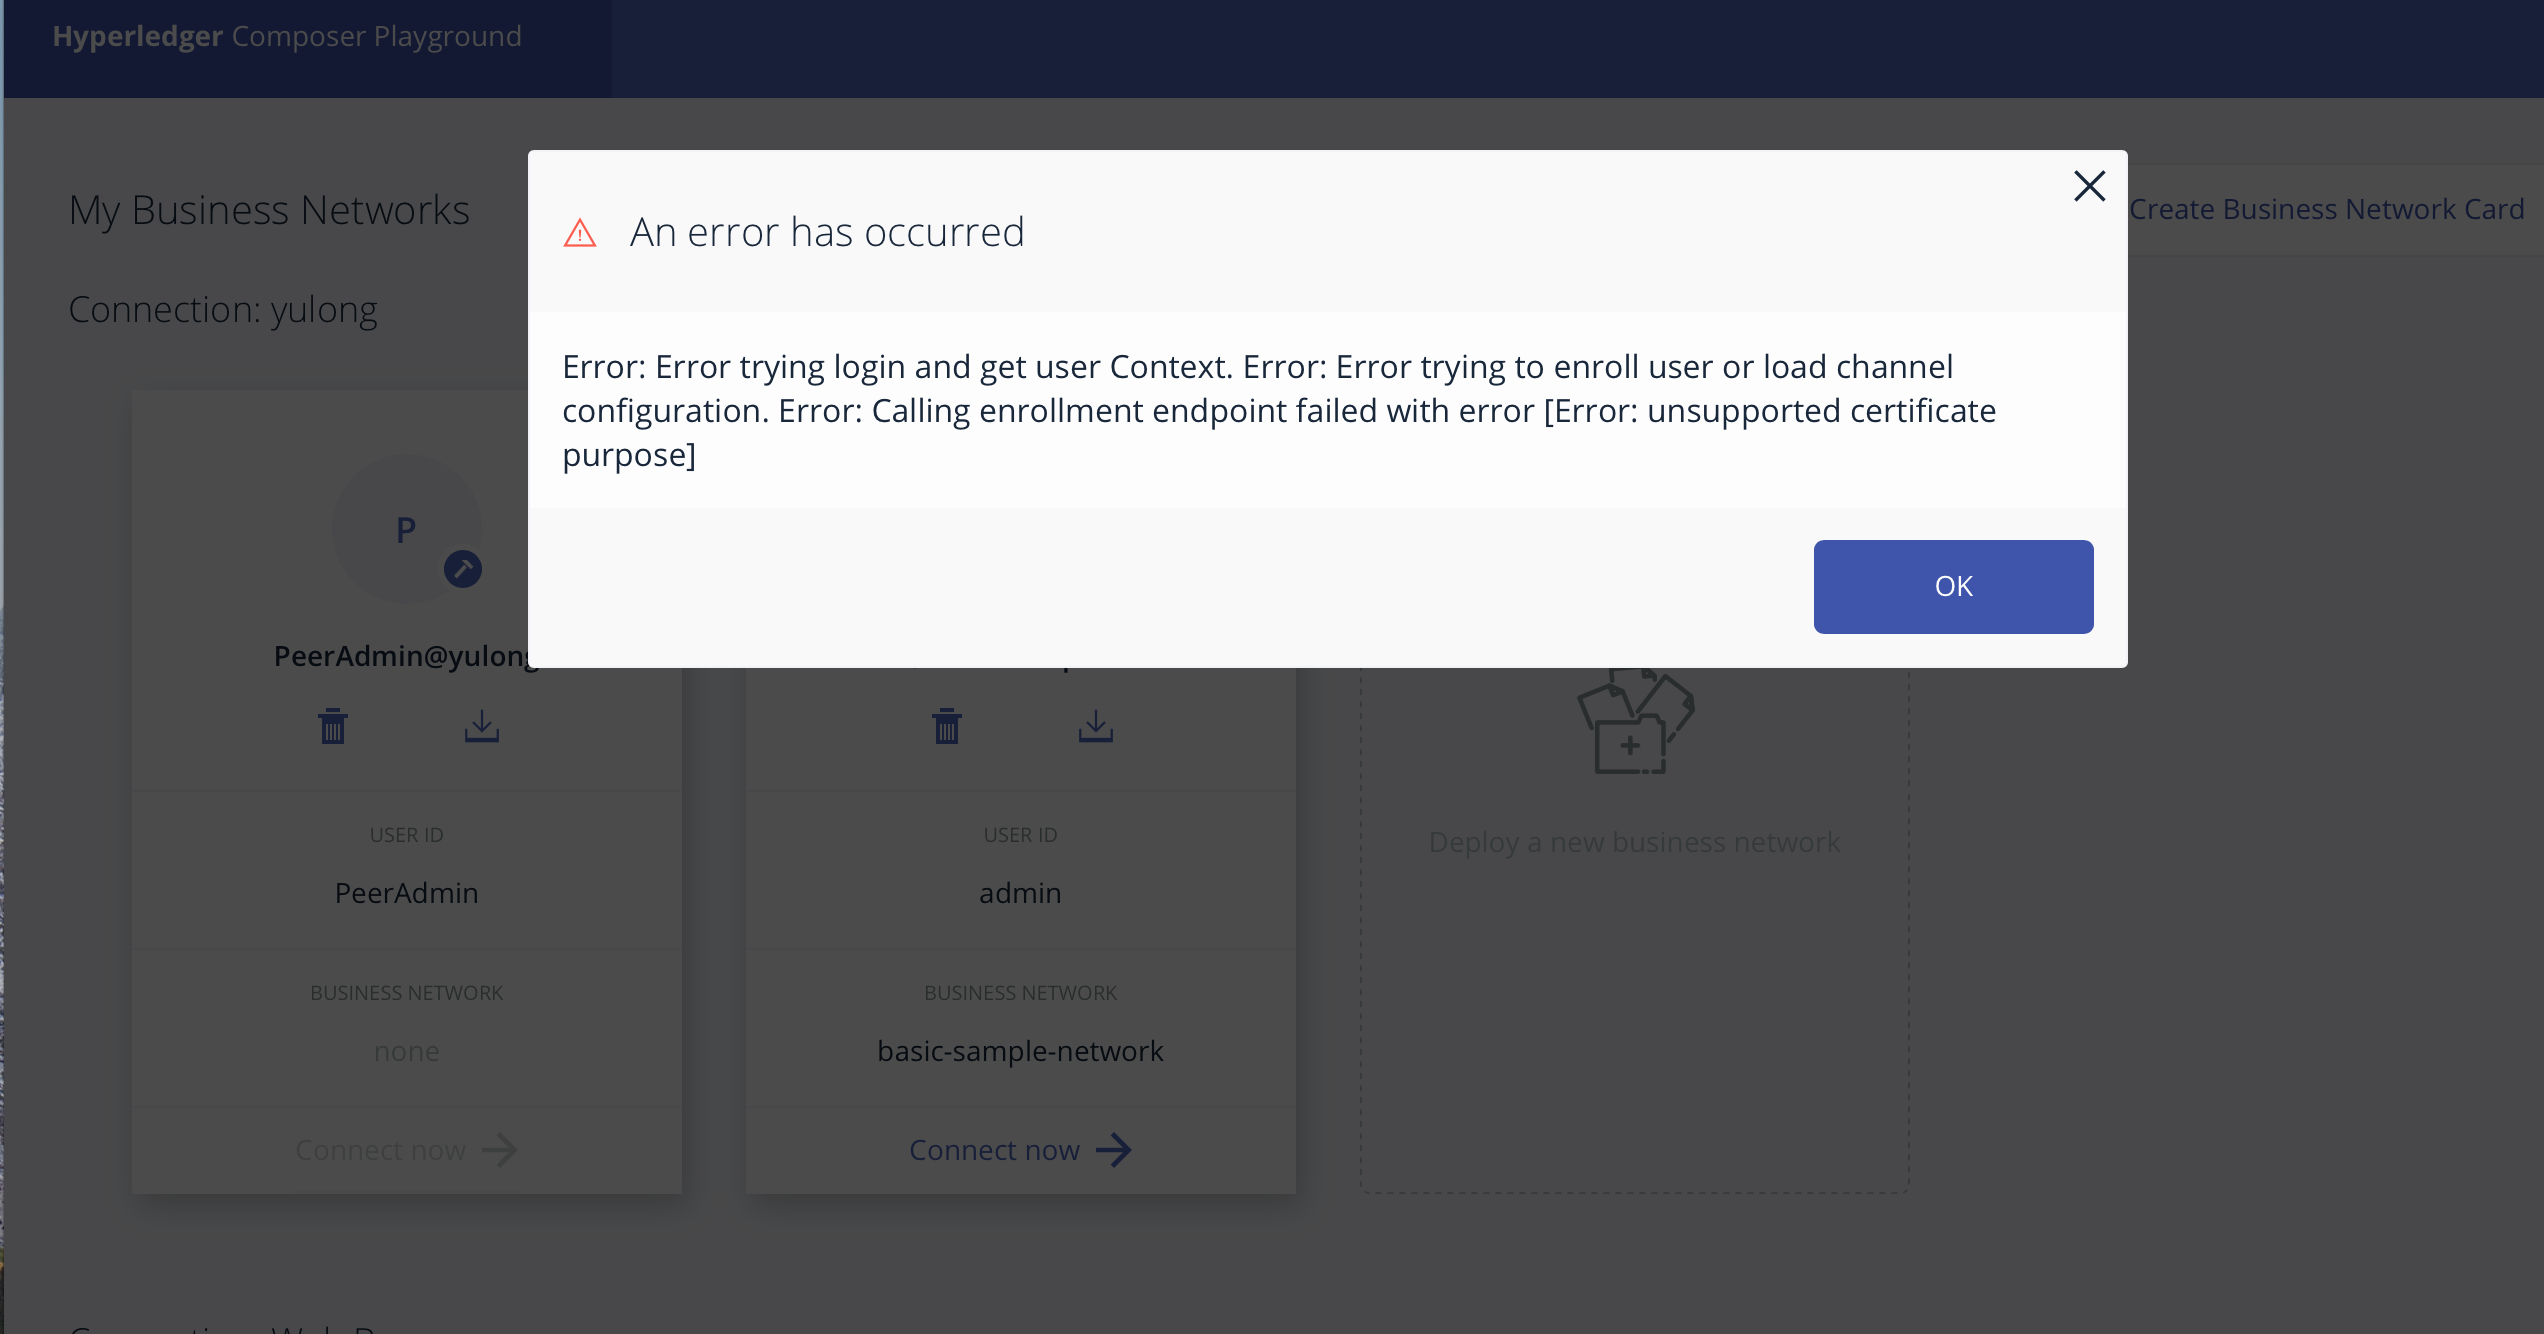 Hyperledger Composer Playground
My Business Networks
Create Business Network Card
An error has occurred
Connection: yulong
Error: Error trying login and get user Context. Error: Error trying to enroll user or load channel
configuration. Error: Calling enrollment endpoint failed with error [Error: unsupported certificate
purpose]
P
OK
PeerAdmin@yulong
Deploy a new business network
USER ID
PeerAdmin
BUSINESS NETWORK
none
Connect now
USER ID
admin
BUSINESS NETWORK
basic-sample-network
Connect now